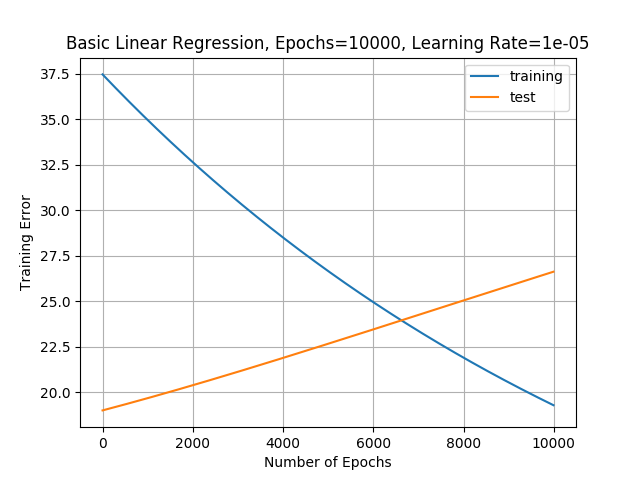 Basic Linear Regression, Epochs=10000, Learning Rate=1e-05
training
test
37.5
35.0
32.5
30.0
27.5
25.0
22.5
20.0
Training Error
0
2000
4000
6000
8000
10000
Number of Epochs